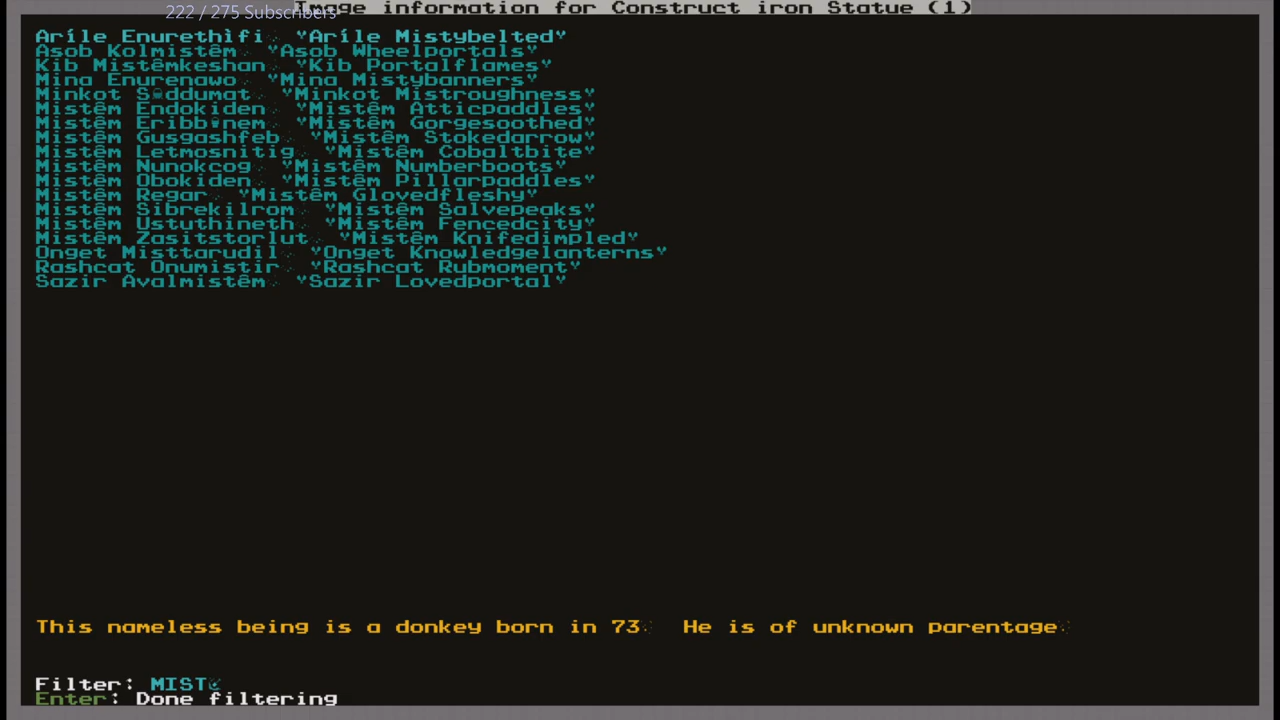 Image information for Construct iron Statue (1)
222 / 275 Subscribers
Aríle Enurethìfi "Aríle Mistybelted"
Asob Kolmistêm "Asob Wheelportals"
Kib Mistêmkeshan "Kib Portalflames"
Mina Enurenawo "Mina Mistybanners"
Minkot "Minkot Mistroughness"
Mistêm Endokiden "Mistêm Atticpaddles"
Mistêm "Mistêm Gorgesoothed"
Mistêm Gusgashfeb "Mistêm Stokedarrow"
Mistêm Letmosnitig "Mistêm Cobaltbite"
Mistêm Nunokcog "Mistêm Numberboots"
Mistêm Obokiden "Mistêm Pillarpaddles"
Mistêm Regar "Mistêm Glovedfleshy"
Mistêm Sibrekilrom "Mistêm Salvepeaks"
Mistêm Ustuthineth "Mistêm Fencedcity"
Mistêm Zasitstorlut "Mistêm Knifedimpled"
Onget Misttarudil "Onget Knowledgelanterns"
Rashcat Onumistir "Rashcat Rubmoment"
Sazir Avalmistêm "Sazir Lovedportal"
This nameless being is a donkey born in 73. He is of unknown parentage.
Filter: MIST
Enter: Done filtering